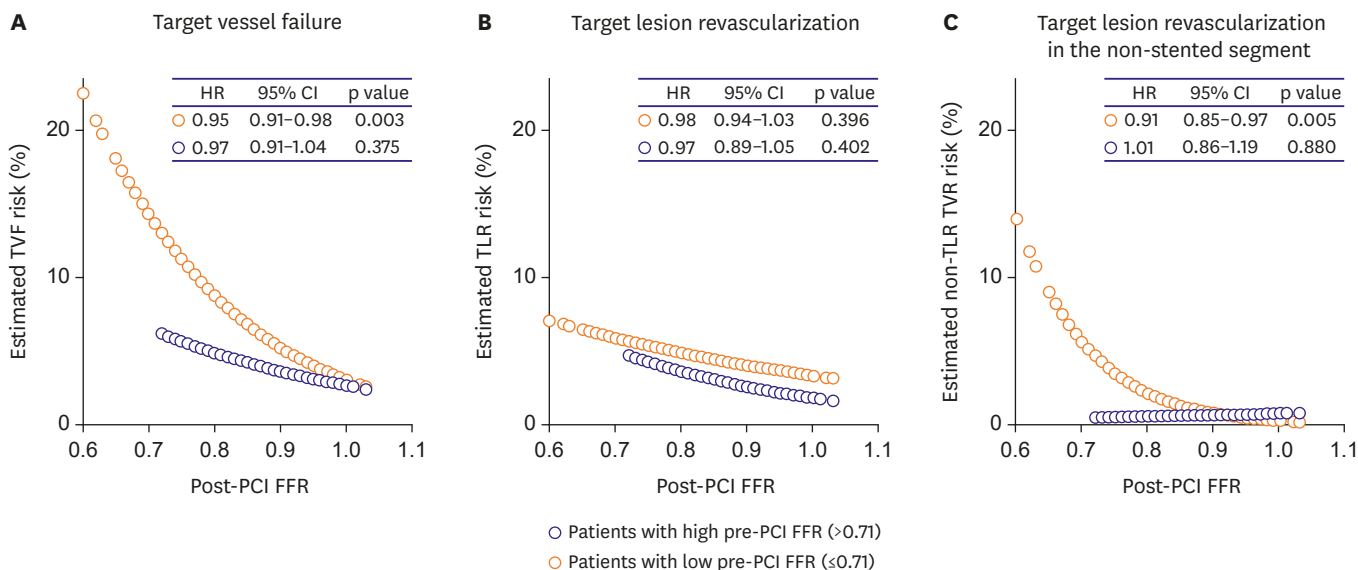 A Target vessel failure
HR 95% CI p value
0.95 0.91–0.98 0.003
0.97 0.91–1.04 0.375
Estimated TVF risk (%)
20
10
0
0.6 0.7 0.8 0.9 1.0 1.1
Post-PCI FFR
B Target lesion revascularization
HR 95% CI p value
0.98 0.94–1.03 0.396
0.97 0.89–1.05 0.402
Estimated TLR risk (%)
20
10
0
0.6 0.7 0.8 0.9 1.0 1.1
Post-PCI FFR
C Target lesion revascularization
in the non-stented segment
HR 95% CI p value
0.91 0.85–0.97 0.005
1.01 0.86–1.19 0.880
Estimated non-TLR TVR risk (%)
20
10
0
0.6 0.7 0.8 0.9 1.0 1.1
Post-PCI FFR
Patients with high pre-PCI FFR (>0.71)
Patients with low pre-PCI FFR (≤0.71)